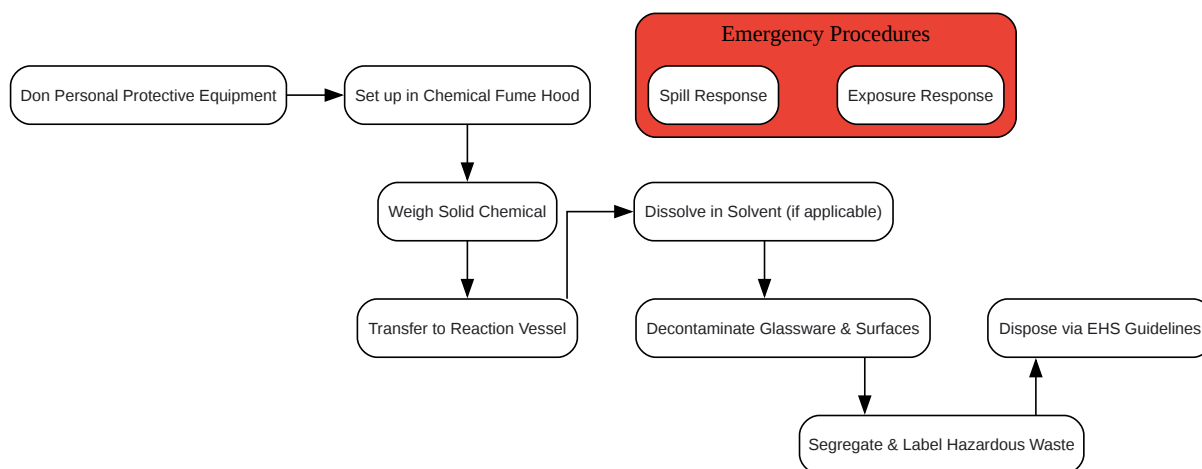 Emergency Procedures
Don Personal Protective Equipment
Set up in Chemical Fume Hood
Spill Response
Exposure Response
Weigh Solid Chemical
Dissolve in Solvent (if applicable)
Transfer to Reaction Vessel
Decontaminate Glassware & Surfaces
Dispose via EHS Guidelines
Segregate & Label Hazardous Waste